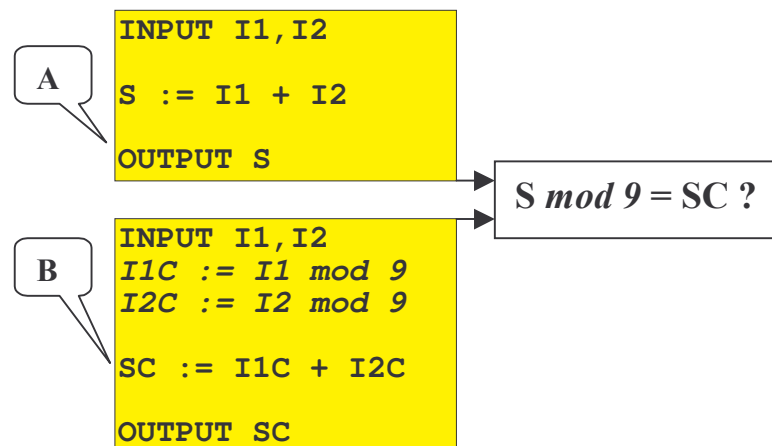 INPUT I1,I2
A
S := I1 + I2
OUTPUT S
S mod 9 = SC ?
INPUT I1,I2
B
I1C := I1 mod 9
I2C := I2 mod 9
SC := I1C + I2C
OUTPUT SC